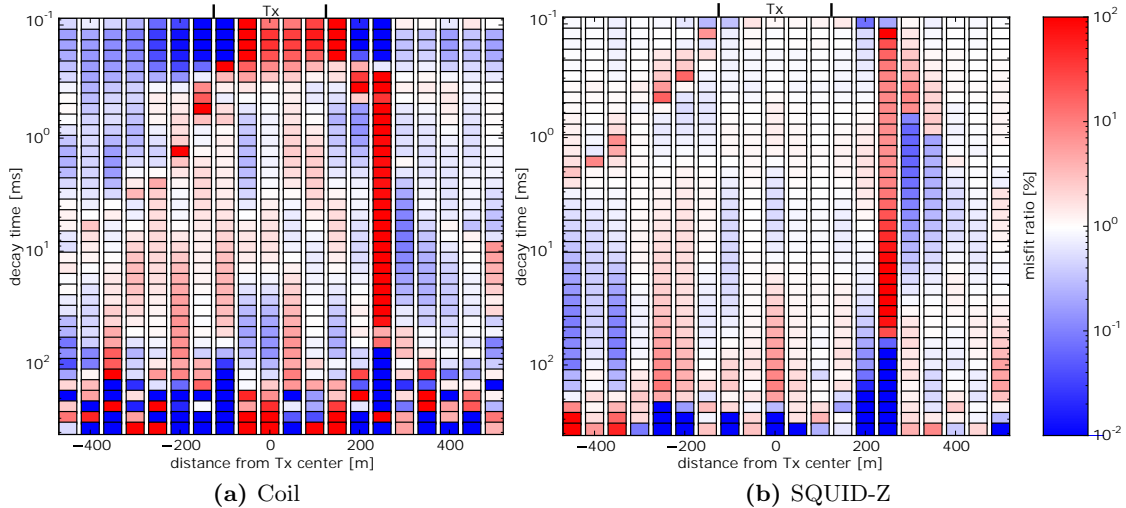 Tx
10⁻¹
10⁰
10¹
10²
decay time [ms]
−400 −200 0 200 400
distance from Tx center [m]
(a) Coil
Tx
10⁻¹
10⁰
10¹
10²
decay time [ms]
−400 −200 0 200 400
distance from Tx center [m]
(b) SQUID-Z
10²
10¹
10⁰
10⁻¹
10⁻²
misfit ratio [%]